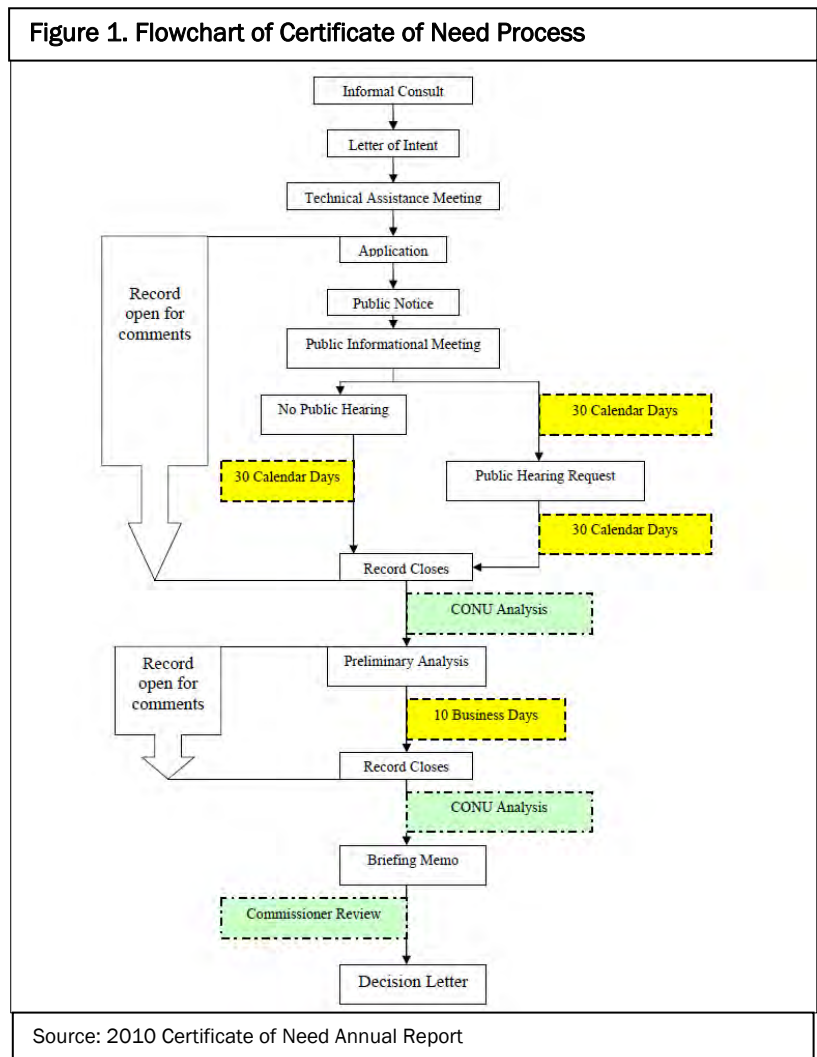 Figure 1. Flowchart of Certificate of Need Process
Informal Consult
Letter of Intent
Technical Assistance Meeting
Application
Record
open for
comments
Public Notice
Public Informational Meeting
No Public Hearing
30 Calendar Days
30 Calendar Days
Public Hearing Request
30 Calendar Days
Record Closes
CONU Analysis
Record
open for
comments
Preliminary Analysis
10 Business Days
Record Closes
CONU Analysis
Briefing Memo
Commissioner Review
Decision Letter
Source: 2010 Certificate of Need Annual Report